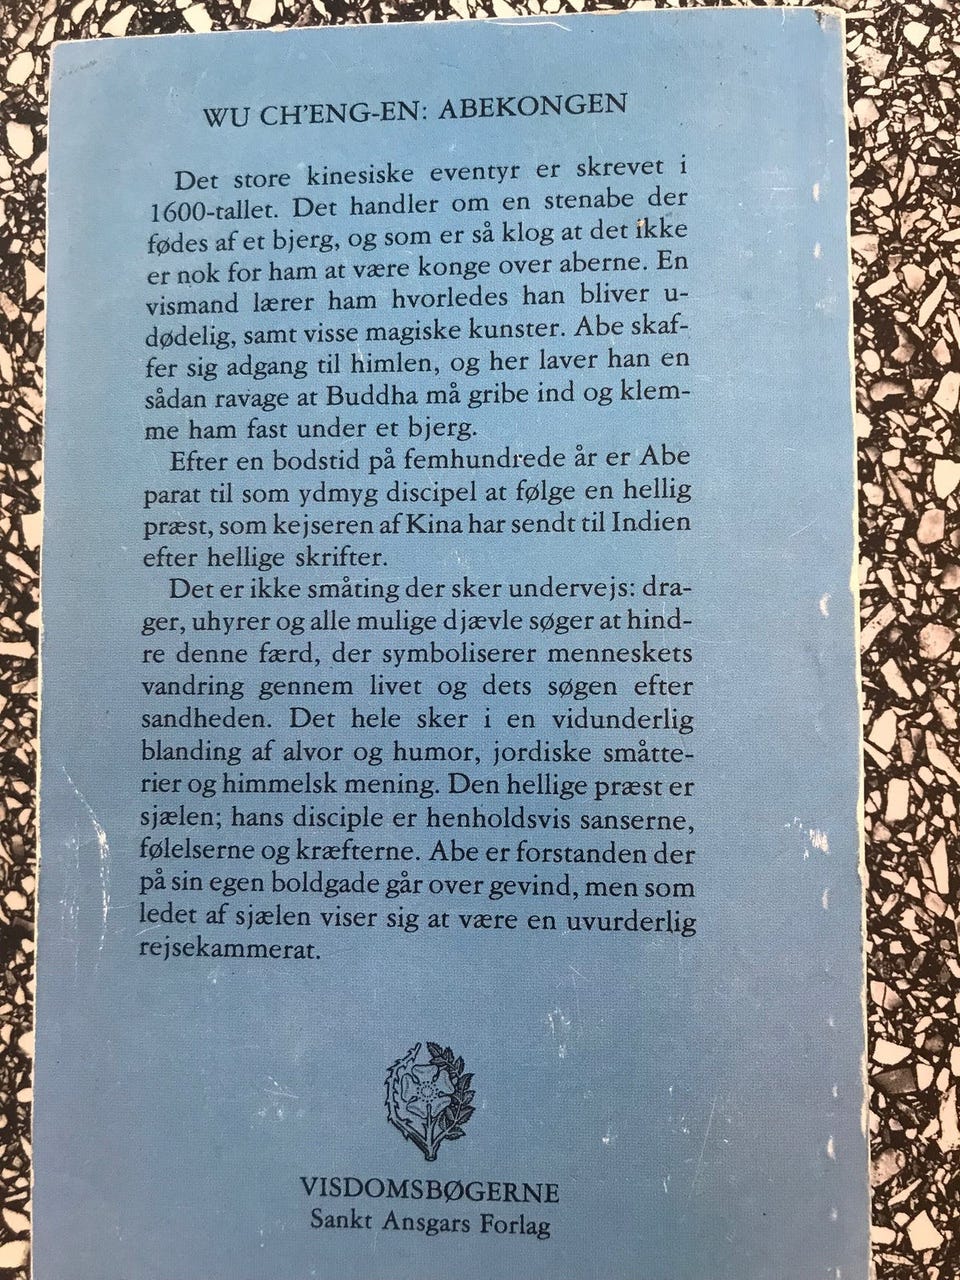 WU CH'ENG-EN: ABEKONGEN
Det store kinesiske eventyr er skrevet i
1600-tallet. Det handler om en stenabe der
fødes af et bjerg, og som er så klog at det ikke
er nok for ham at være konge over aberne. En
vismand lærer ham hvorledes han bliver u-
dødelig, samt visse magiske kunster. Abe skaf-
fer sig adgang til himlen, og her laver han en
sådan ravage at Buddha må gribe ind og klem-
me ham fast under et bjerg.
Efter en bodstid på femhundrede år er Abe
parat til som ydmyg discipel at følge en hellig
præst, som kejseren af Kina har sendt til Indien
efter hellige skrifter.
Det er ikke småting der sker undervejs: dra-
ger, uhyrer og alle mulige djævle søger at hind-
re denne færd, der symboliserer menneskets
vandring gennem livet og dets søgen efter
sandheden. Det hele sker i en vidunderlig
blanding af alvor og humor, jordiske småtte-
rier og himmelsk mening. Den hellige præst er
sjælen; hans disciple er henholdsvis sanserne,
følelserne og kræfterne. Abe er forstanden der
på sin egen boldgade går over gevind, men som
ledet af sjælen viser sig at være en uvurderlig
rejsekammerat.
VISDOMSBØGERNE
Sankt Ansgars Forlag